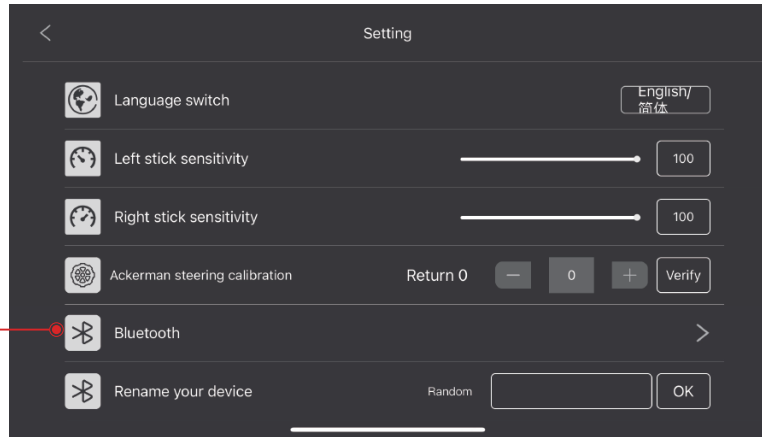 Setting
Language switch
English/
简体
Left stick sensitivity
100
Right stick sensitivity
100
Ackerman steering calibration
Return 0
0
Verify
Bluetooth
Rename your device
Random
OK